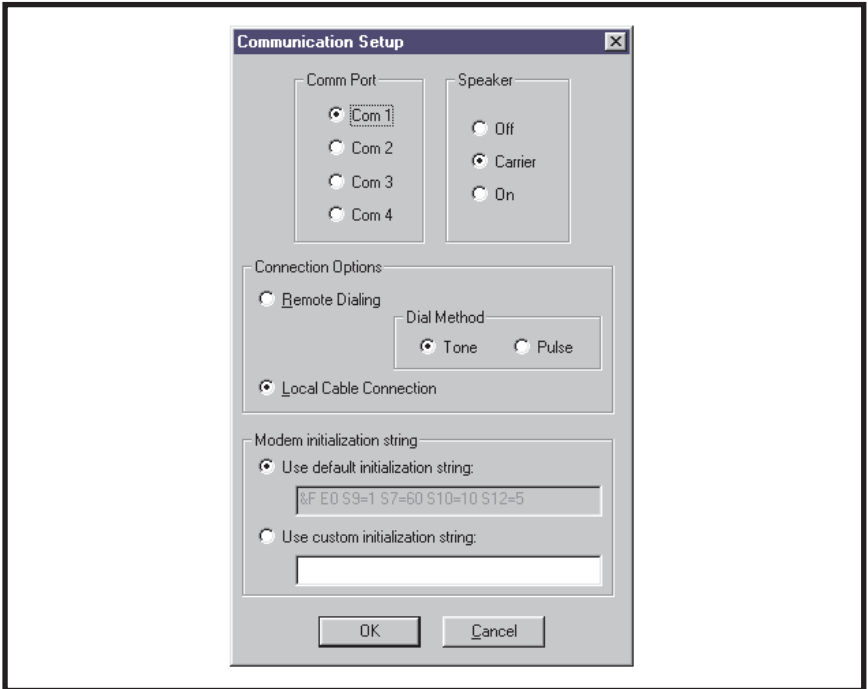 Communication Setup
Comm Port
Com 1
Com 2
Com 3
Com 4
Speaker
Off
Carrier
On
Connection Options
Remote Dialing
Dial Method
Tone
Pulse
Local Cable Connection
Modem initialization string
Use default initialization string:
&F E0 S9=1 S7=60 S10=10 S12=5
Use custom initialization string:
OK
Cancel